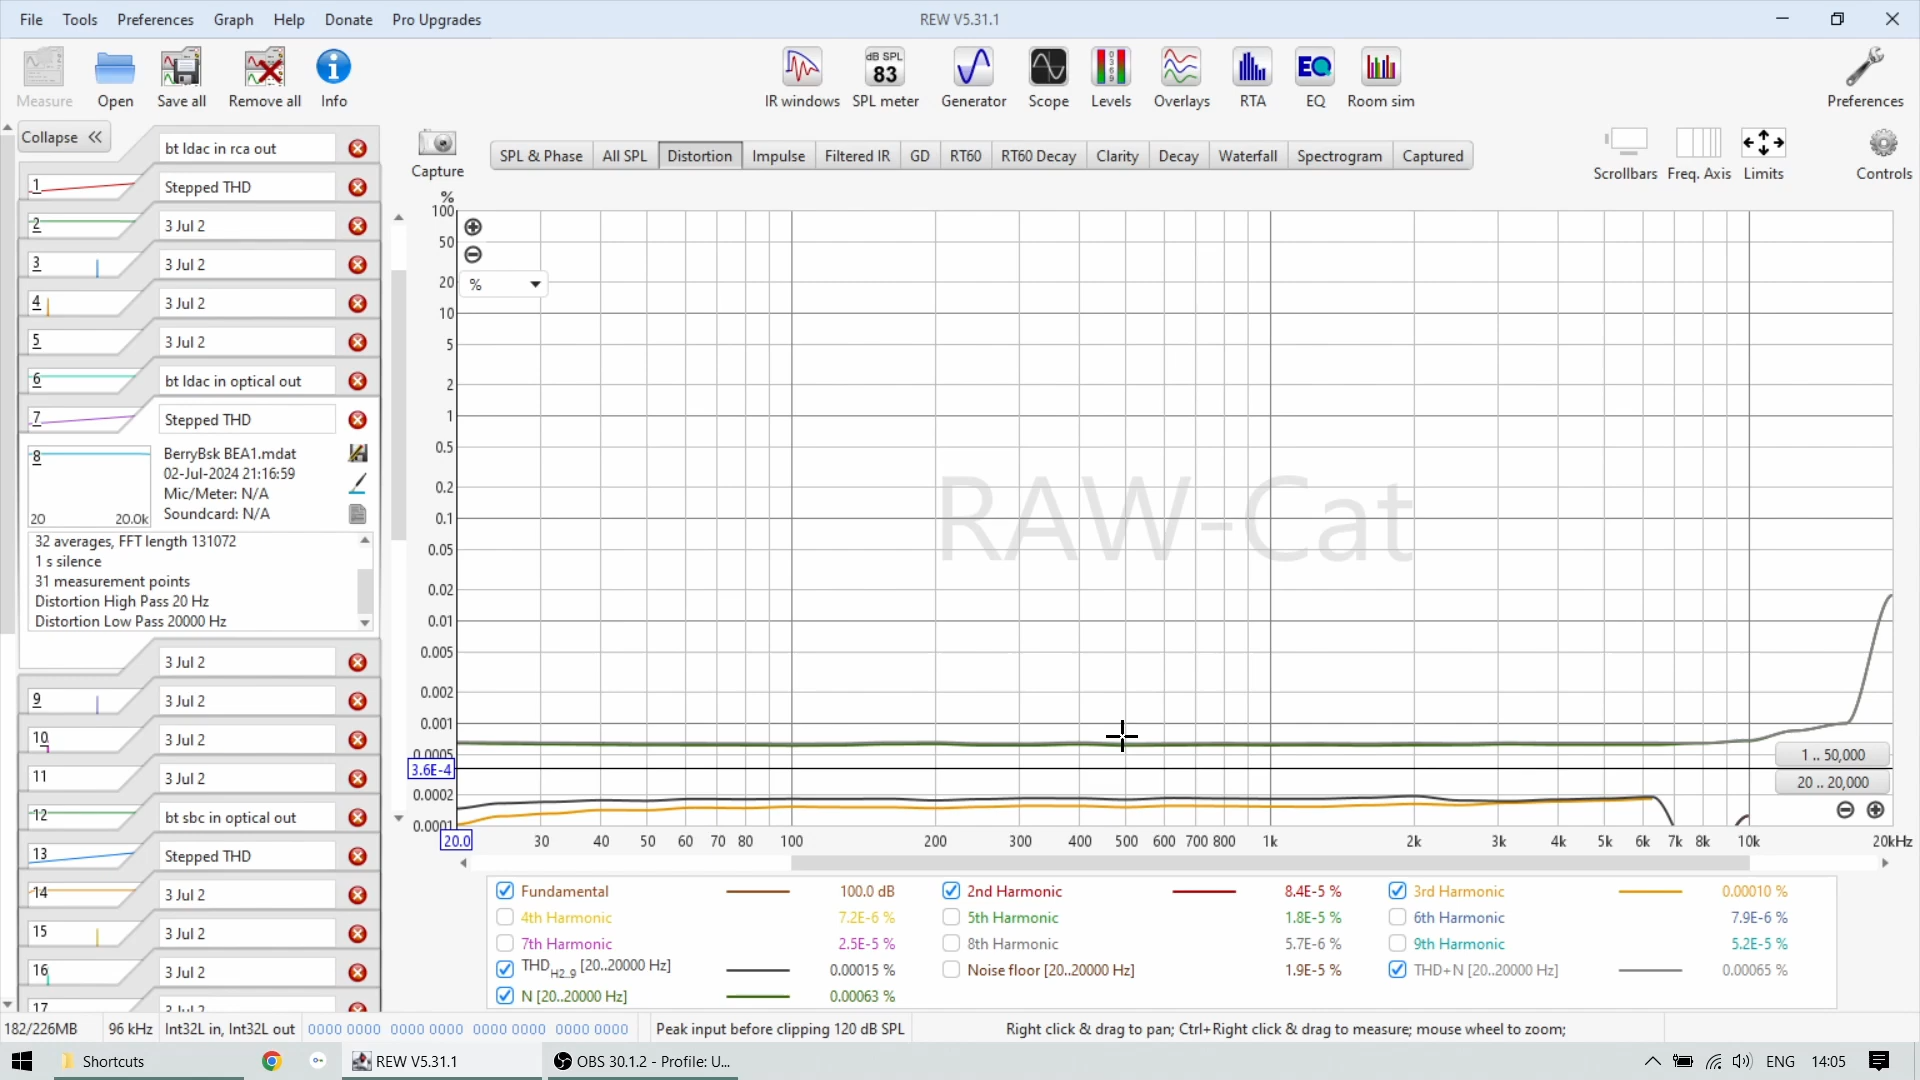 File Tools Preferences Graph Help Donate Pro Upgrades
REW V5.31.1
Measure Open Save all Remove all Info
dB SPL
83
EQ
IR windows SPL meter Generator Scope Levels Overlays RTA EQ Room sim
Preferences
Collapse
Capture
SPL & Phase All SPL Distortion Impulse Filtered IR GD RT60 RT60 Decay Clarity Decay Waterfall Spectrogram Captured
Scrollbars Freq. Axis Limits Controls
bt ldac in rca out
1 Stepped THD
2 3 Jul 2
3 3 Jul 2
4 3 Jul 2
5 3 Jul 2
6 bt ldac in optical out
7 Stepped THD
8
BerryBsk BEA1.mdat
02-Jul-2024 21:16:59
Mic/Meter: N/A
Soundcard: N/A
20 20.0k
32 averages, FFT length 131072
1 s silence
31 measurement points
Distortion High Pass 20 Hz
Distortion Low Pass 20000 Hz
3 Jul 2
9 3 Jul 2
10 3 Jul 2
11 3 Jul 2
12 bt sbc in optical out
13 Stepped THD
14 3 Jul 2
15 3 Jul 2
16 3 Jul 2
17 3 Jul 2
%
100
50
20
10
5
2
1
0.5
0.2
0.1
0.05
0.02
0.01
0.005
0.002
0.001
0.0005
3.6E-4
0.0002
0.0001
%
RAW-Cat
1 .. 50,000
20 .. 20,000
20.0 30 40 50 60 70 80 100 200 300 400 500 600 700 800 1k 2k 3k 4k 5k 6k 7k 8k 10k 20kHz
Fundamental 100.0 dB 2nd Harmonic 8.4E-5 % 3rd Harmonic 0.00010 %
4th Harmonic 7.2E-6 % 5th Harmonic 1.8E-5 % 6th Harmonic 7.9E-6 %
7th Harmonic 2.5E-5 % 8th Harmonic 5.7E-6 % 9th Harmonic 5.2E-5 %
THD H2..9 [20..20000 Hz] 0.00015 % Noise floor [20..20000 Hz] 1.9E-5 % THD+N [20..20000 Hz] 0.00065 %
N [20..20000 Hz] 0.00063 %
182/226MB 96 kHz Int32L in, Int32L out 0000 0000 0000 0000 0000 0000 0000 0000 Peak input before clipping 120 dB SPL Right click & drag to pan; Ctrl+Right click & drag to measure; mouse wheel to zoom;
Shortcuts REW V5.31.1 OBS 30.1.2 - Profile: U... ENG 14:05